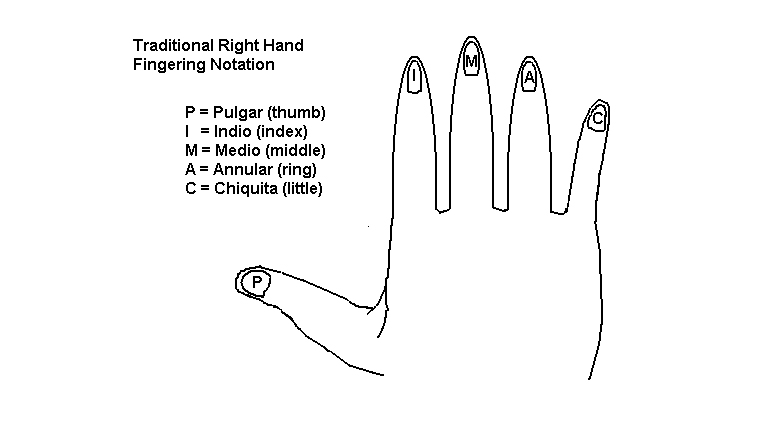 Traditional Right Hand
Fingering Notation
P = Pulgar (thumb)
I = Indio (index)
M = Medio (middle)
A = Annular (ring)
C = Chiquita (little)
I
M
A
C
P